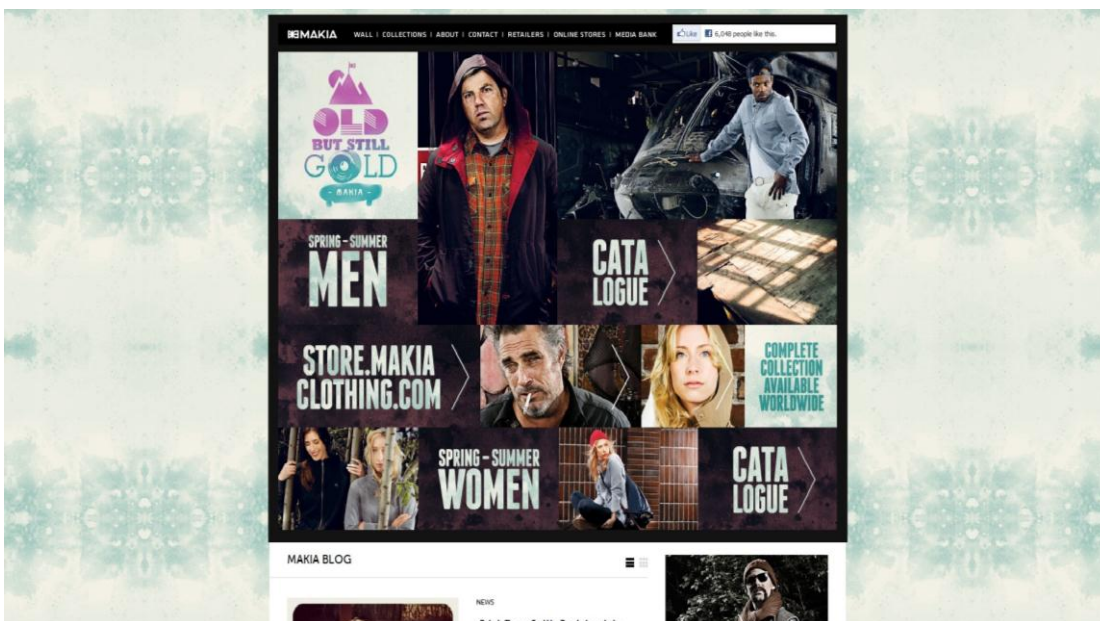 MAKIA
WALL | COLLECTIONS | ABOUT | CONTACT | RETAILERS | ONLINE STORES | MEDIA BANK
Like
6,048 people like this.
OLD
BUT STILL
GOLD
- MAKIA -
SPRING – SUMMER
MEN
CATA
LOGUE
STORE.MAKIA
CLOTHING.COM
COMPLETE
COLLECTION
AVAILABLE
WORLDWIDE
SPRING – SUMMER
WOMEN
CATA
LOGUE
MAKIA BLOG
NEWS